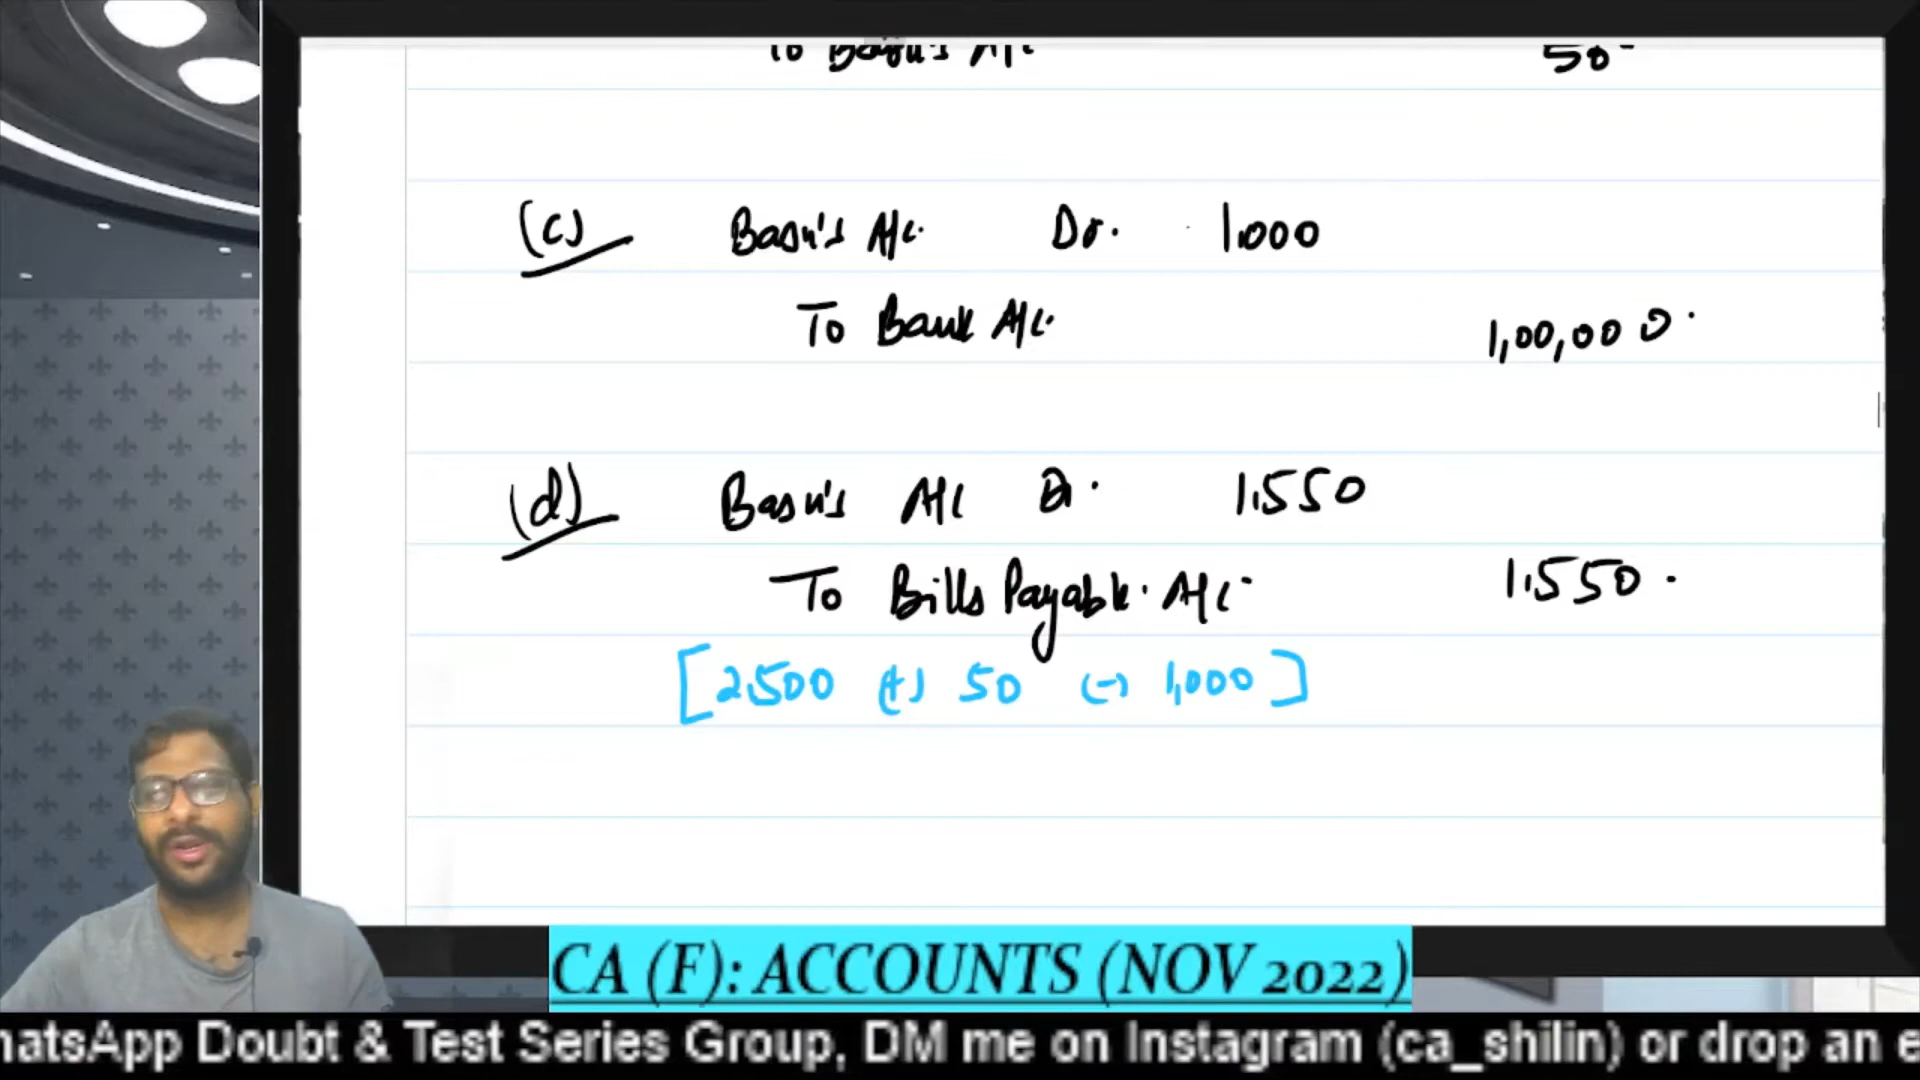 To Basu's A/c 50
(c) Basu's A/c. Dr. 1,000
To Bank A/c. 1,00,000.
(d) Basu's A/c Dr. 1,550
To Bills Payable. A/c 1,550.
[2,500 (+) 50 (-) 1,000]
CA (F): ACCOUNTS (NOV 2022)
hatsApp Doubt & Test Series Group, DM me on Instagram (ca_shilin) or drop an e